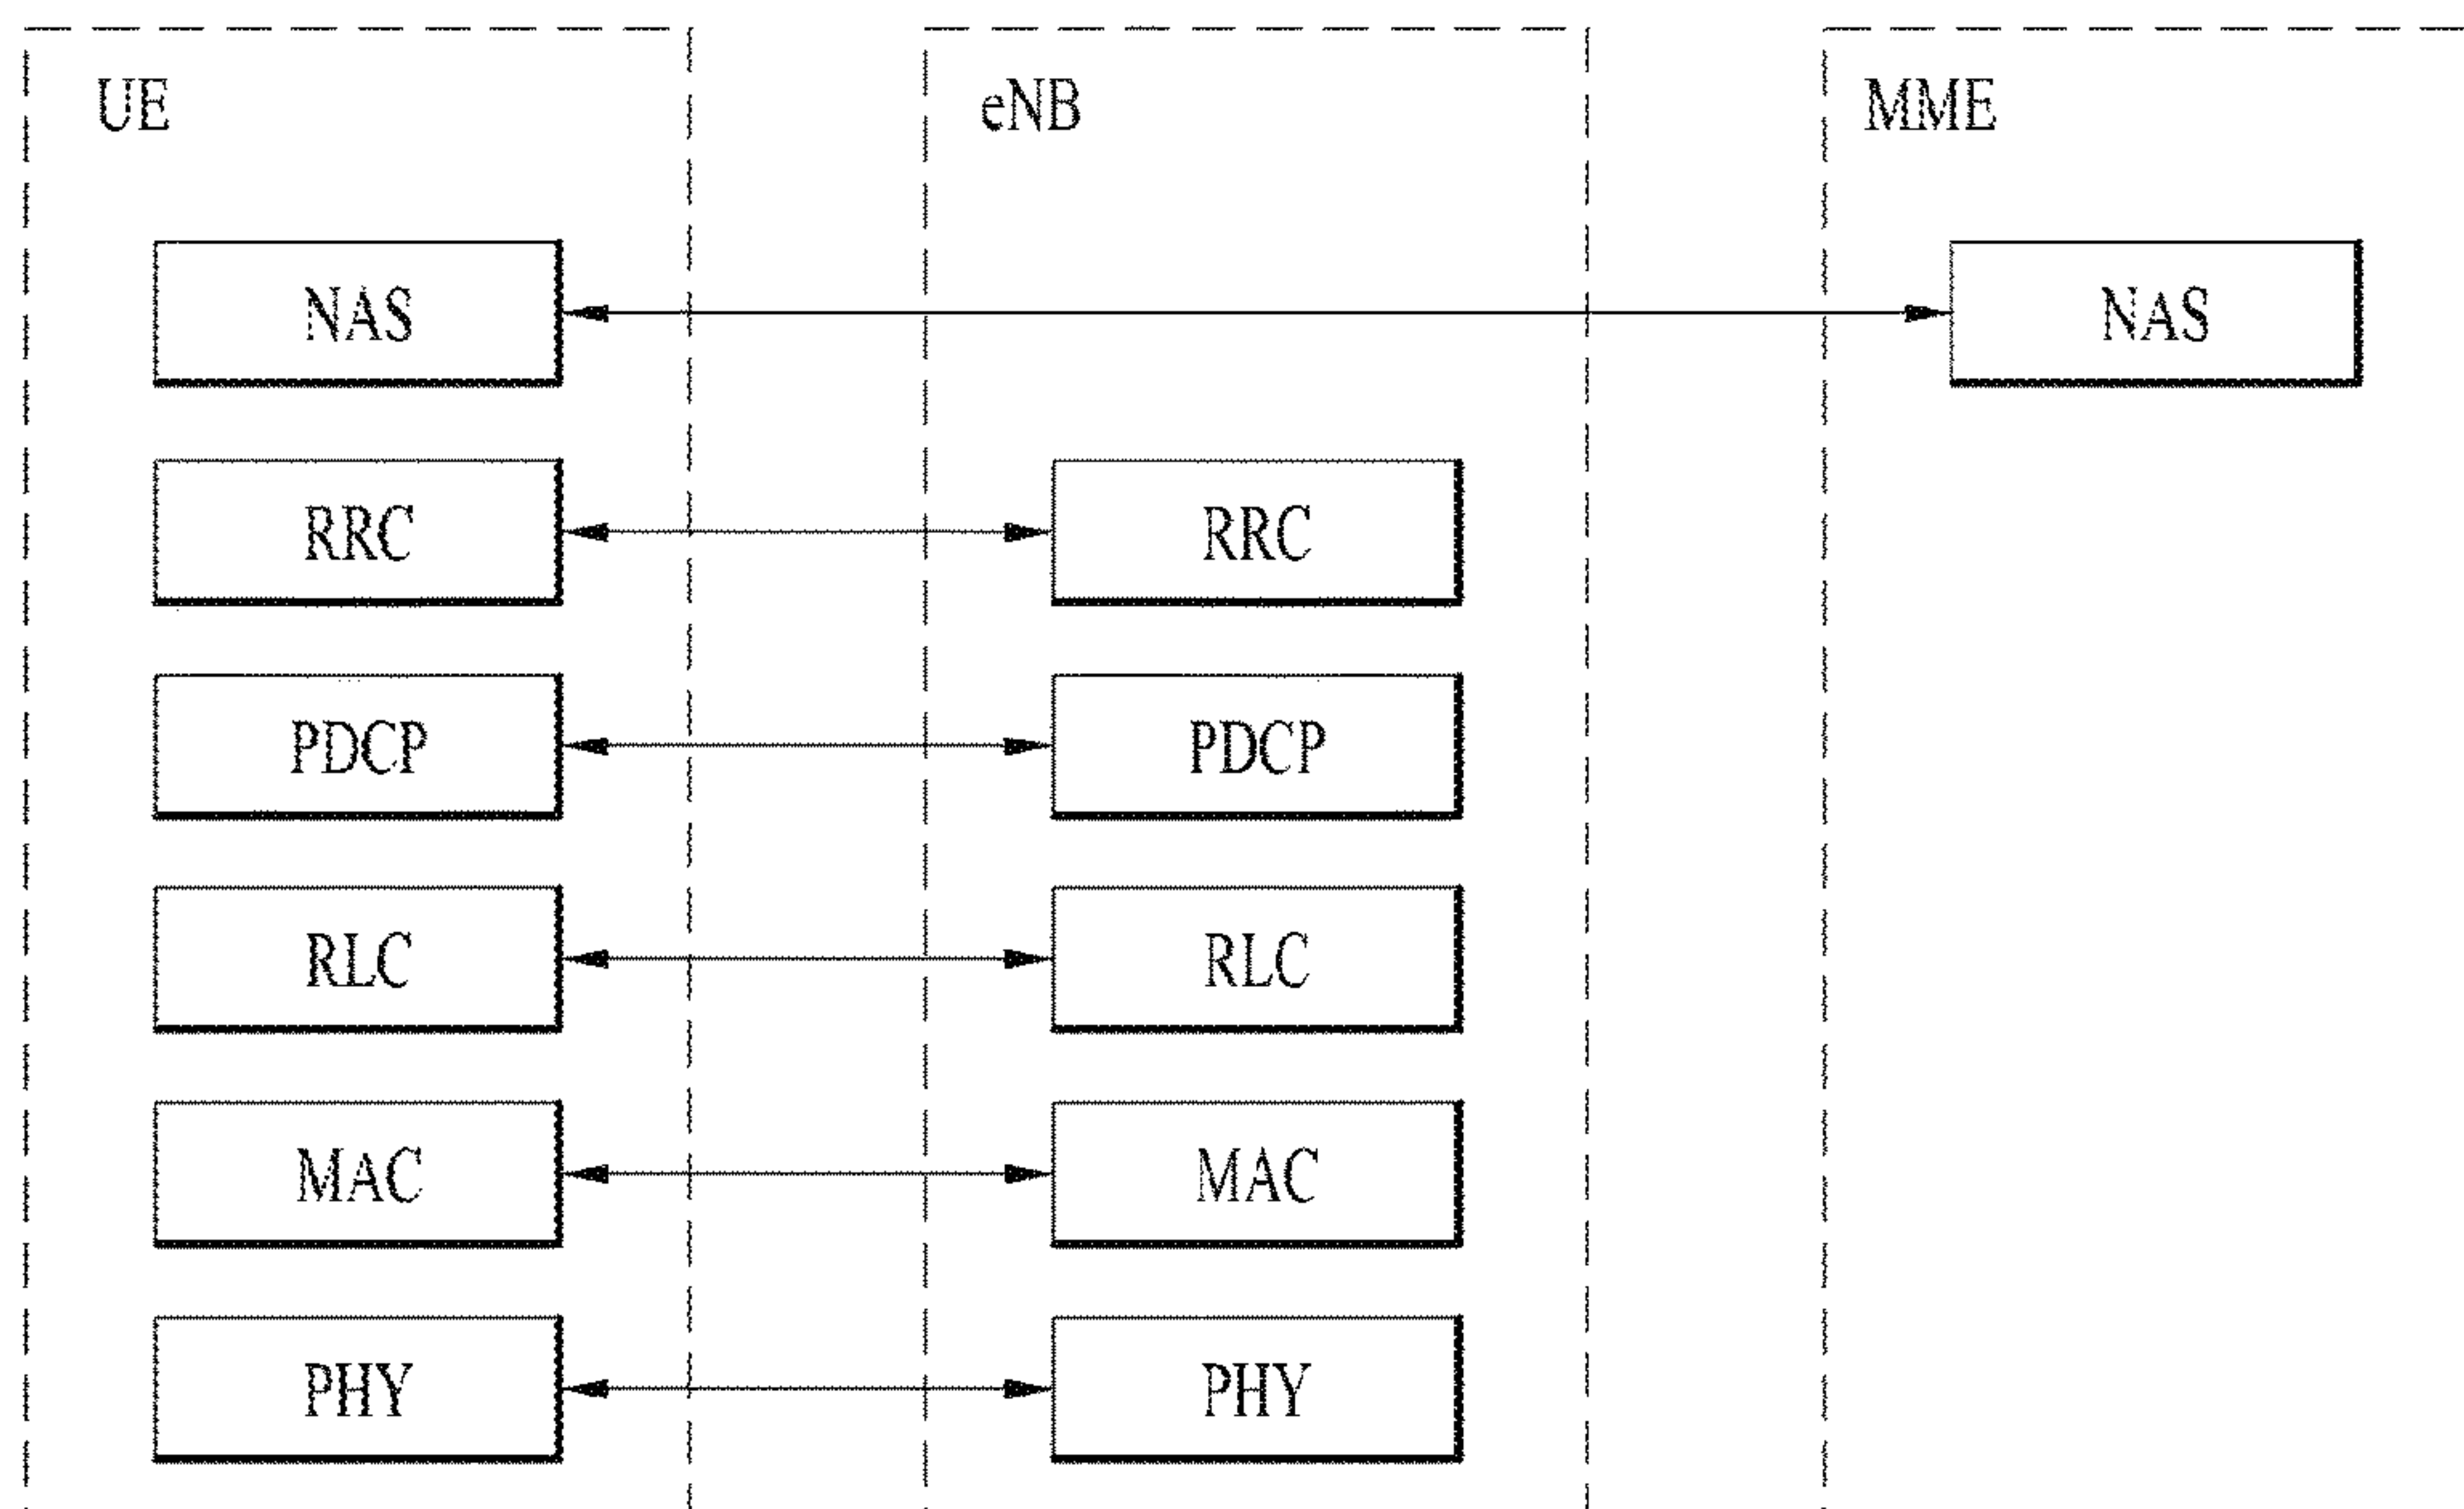 UE eNB MME
NAS NAS
RRC RRC
PDCP PDCP
RLC RLC
MAC MAC
PHY PHY